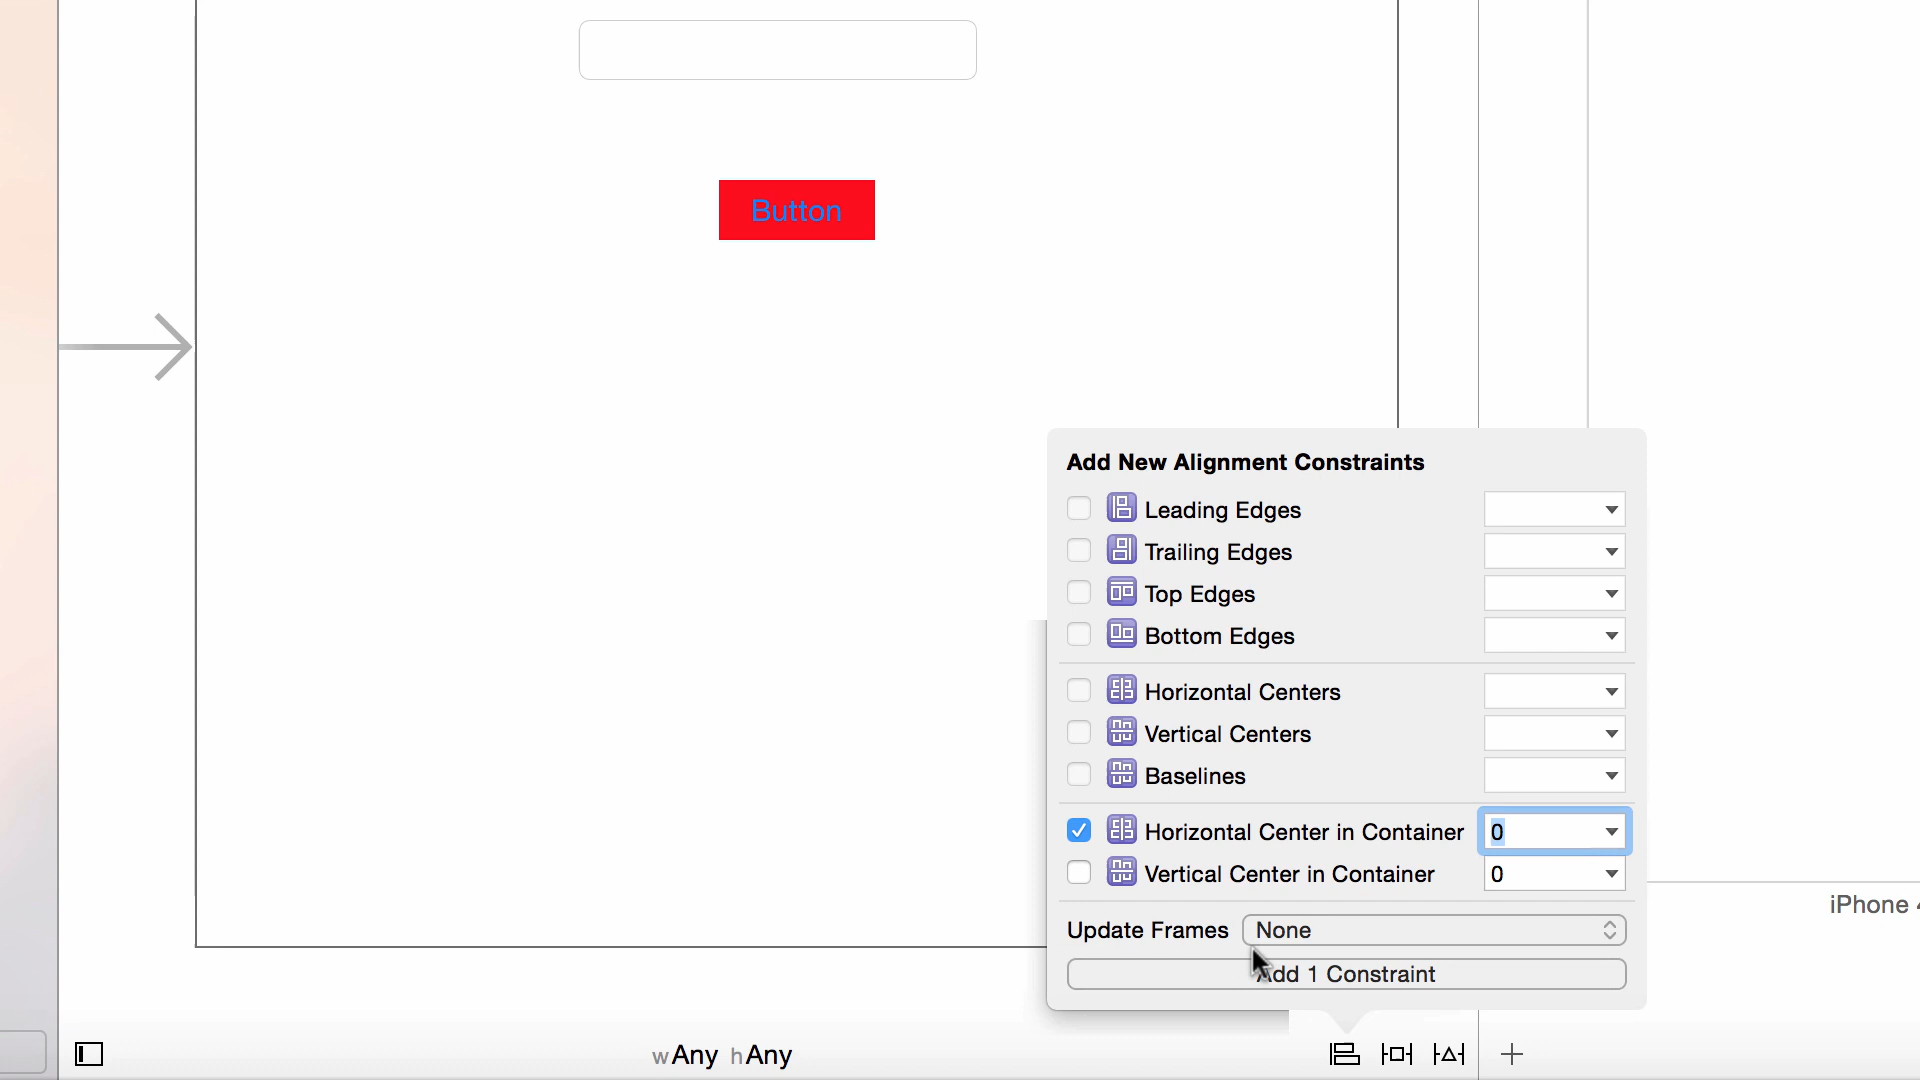 Button
Add New Alignment Constraints
Leading Edges
Trailing Edges
Top Edges
Bottom Edges
Horizontal Centers
Vertical Centers
Baselines
Horizontal Center in Container 0
Vertical Center in Container 0
Update Frames None
Add 1 Constraint
iPhone 4
wAny hAny